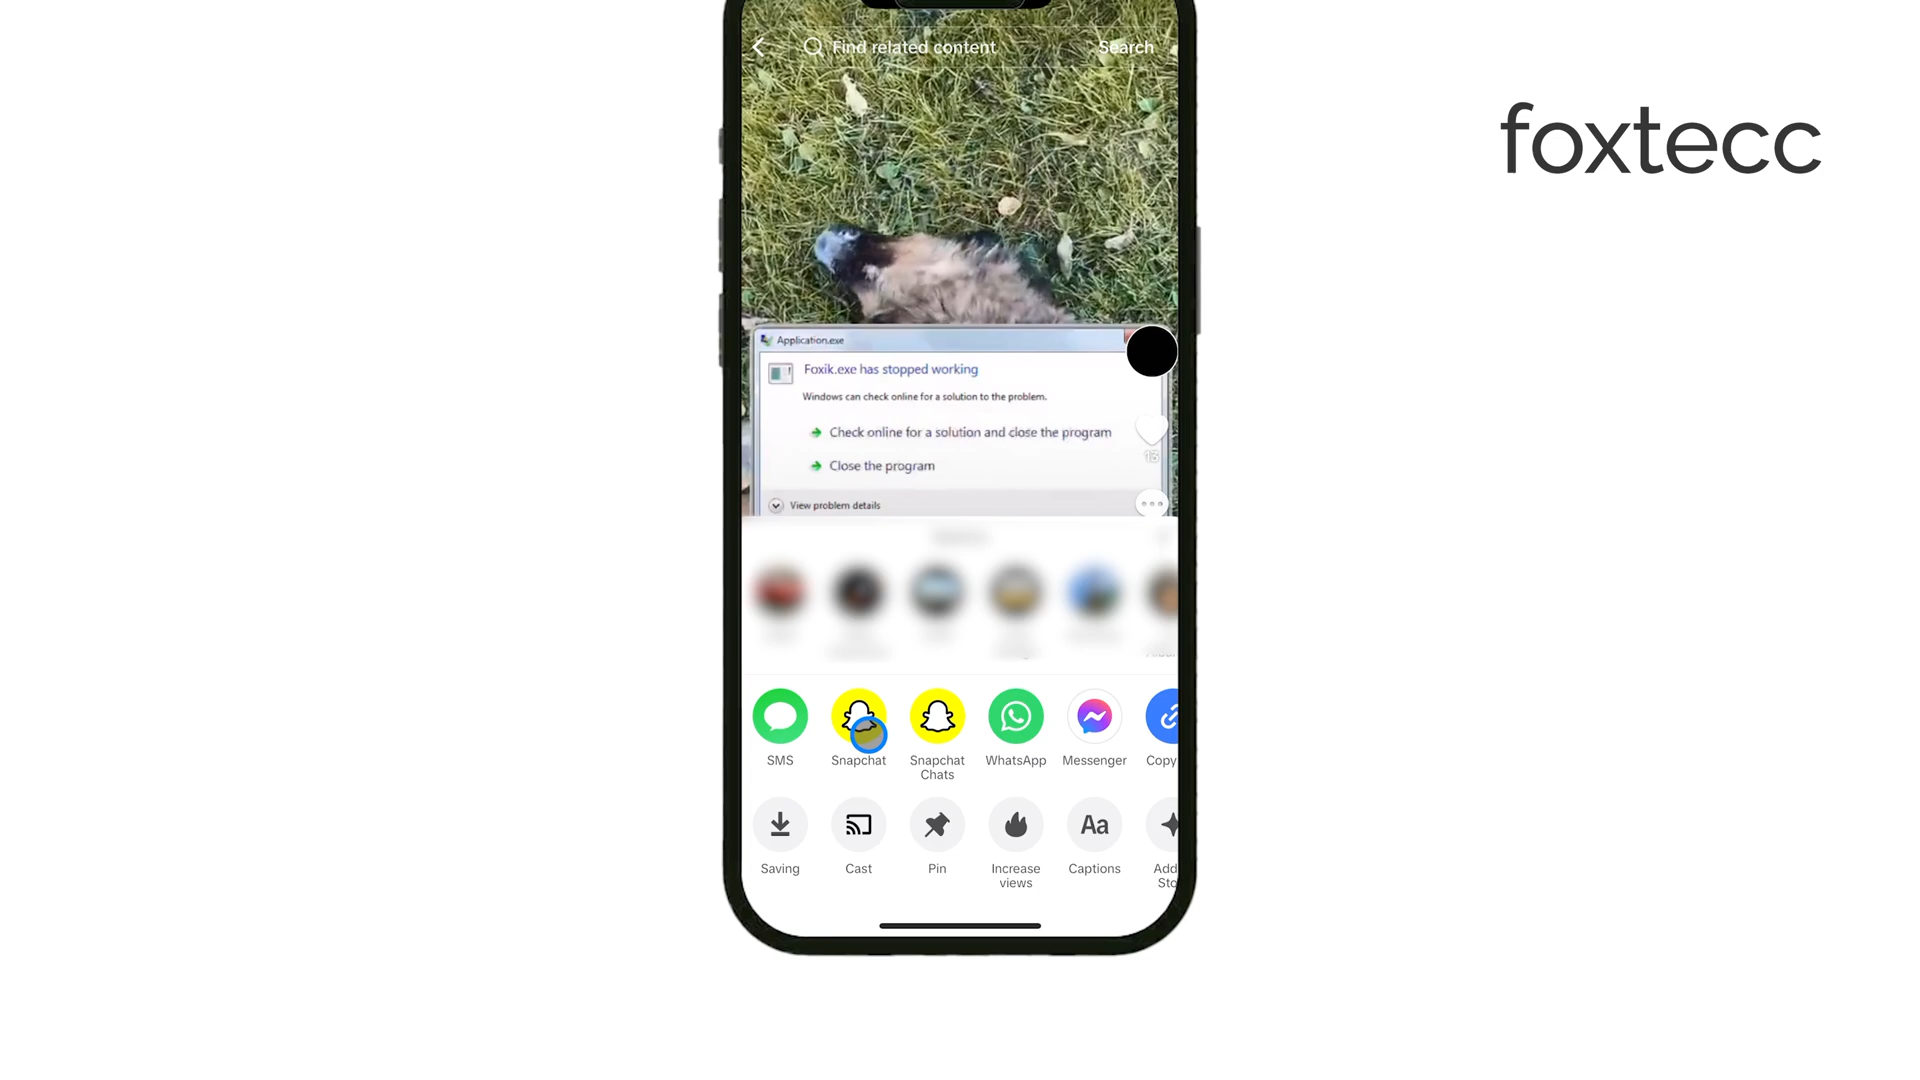 Find related content
Search
foxtecc
Application.exe
Foxik.exe has stopped working
Windows can check online for a solution to the problem.
Check online for a solution and close the program
13
Close the program
View problem details
SMS
Snapchat
Snapchat Chats
WhatsApp
Messenger
Copy
Saving
Cast
Pin
Increase views
Aa
Captions
Add
Sto